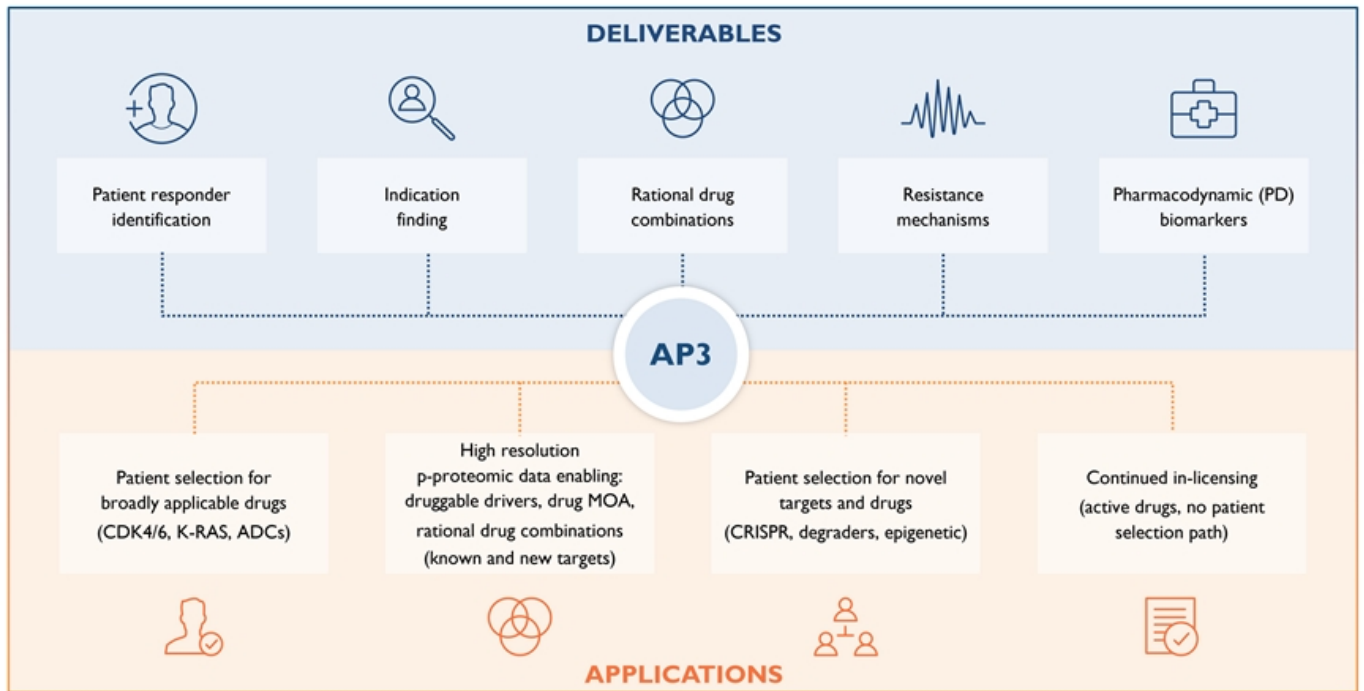 DELIVERABLES
Patient responder
identification
Indication
finding
Rational drug
combinations
Resistance
mechanisms
Pharmacodynamic (PD)
biomarkers
AP3
Patient selection for
broadly applicable drugs
(CDK4/6, K-RAS, ADCs)
High resolution
p-proteomic data enabling:
druggable drivers, drug MOA,
rational drug combinations
(known and new targets)
Patient selection for novel
targets and drugs
(CRISPR, degraders, epigenetic)
Continued in-licensing
(active drugs, no patient
selection path)
APPLICATIONS